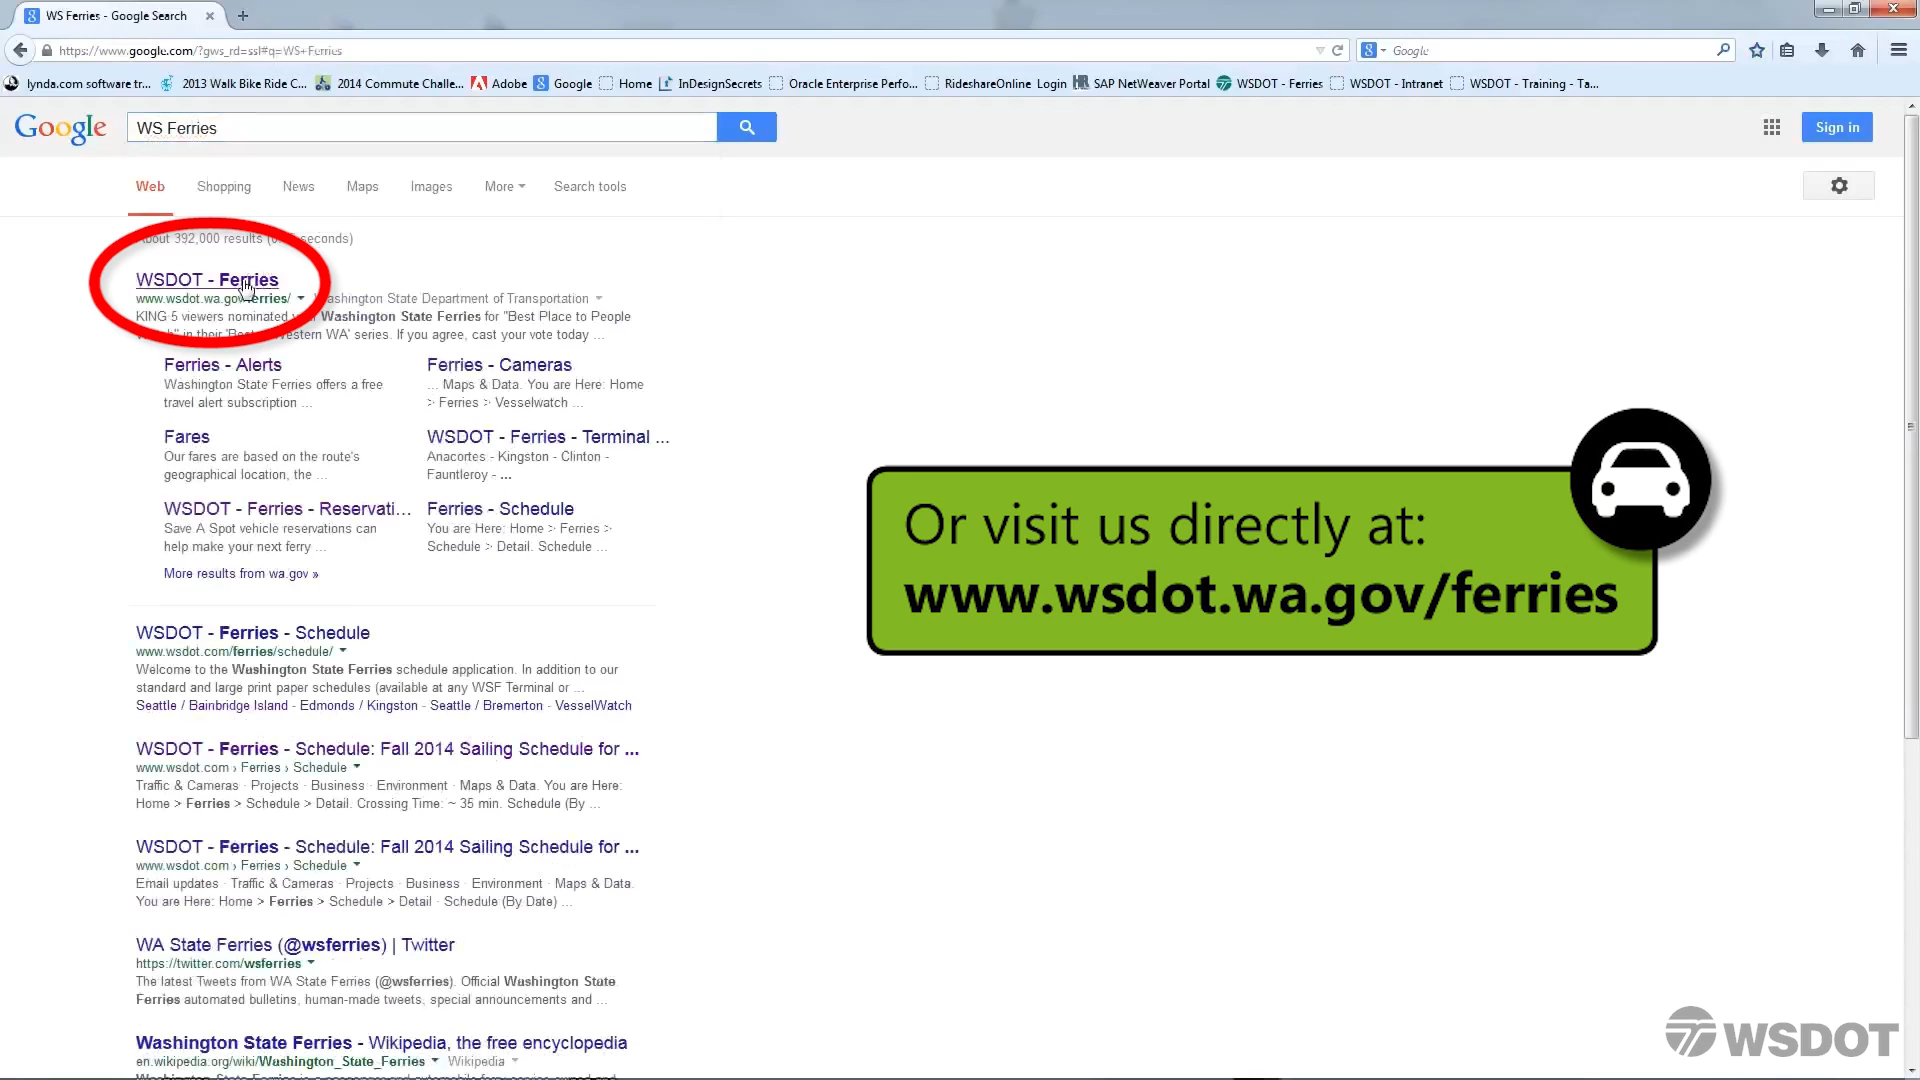 WS Ferries - Google Search
https://www.google.com/?gws_rd=ssl#q=WS+Ferries
Google
lynda.com software tr...
2013 Walk Bike Ride C...
2014 Commute Challe...
Adobe
Google
Home
InDesignSecrets
Oracle Enterprise Perfo...
RideshareOnline Login
SAP NetWeaver Portal
WSDOT - Ferries
WSDOT - Intranet
WSDOT - Training - Ta...
Google
WS Ferries
Sign in
Web Shopping News Maps Images More Search tools
About 392,000 results ( seconds)
WSDOT - Ferries
www.wsdot.wa.gov/ferries/ Washington State Department of Transportation
KING 5 viewers nominated Washington State Ferries for "Best Place to People
in their 'Best Western WA' series. If you agree, cast your vote today ...
Ferries - Alerts
Washington State Ferries offers a free
travel alert subscription ...
Ferries - Cameras
... Maps & Data. You are Here: Home
> Ferries > Vesselwatch ...
Fares
Our fares are based on the route's
geographical location, the ...
WSDOT - Ferries - Terminal ...
Anacortes - Kingston - Clinton -
Fauntleroy - ...
WSDOT - Ferries - Reservati...
Save A Spot vehicle reservations can
help make your next ferry ...
Ferries - Schedule
You are Here: Home > Ferries >
Schedule > Detail. Schedule ...
More results from wa.gov »
WSDOT - Ferries - Schedule
www.wsdot.com/ferries/schedule/
Welcome to the Washington State Ferries schedule application. In addition to our
standard and large print paper schedules (available at any WSF Terminal or ...
Seattle / Bainbridge Island - Edmonds / Kingston - Seattle / Bremerton - VesselWatch
WSDOT - Ferries - Schedule: Fall 2014 Sailing Schedule for ...
www.wsdot.com › Ferries › Schedule
Traffic & Cameras · Projects · Business · Environment · Maps & Data. You are Here:
Home > Ferries > Schedule > Detail. Crossing Time: ~ 35 min. Schedule (By ...
WSDOT - Ferries - Schedule: Fall 2014 Sailing Schedule for ...
www.wsdot.com › Ferries › Schedule
Email updates · Traffic & Cameras · Projects · Business · Environment · Maps & Data.
You are Here: Home > Ferries > Schedule > Detail · Schedule (By Date) ...
WA State Ferries (@wsferries) | Twitter
https://twitter.com/wsferries
The latest Tweets from WA State Ferries (@wsferries). Official Washington State
Ferries automated bulletins, human-made tweets, special announcements and ...
Washington State Ferries - Wikipedia, the free encyclopedia
en.wikipedia.org/wiki/Washington_State_Ferries Wikipedia
Or visit us directly at:
www.wsdot.wa.gov/ferries
WSDOT